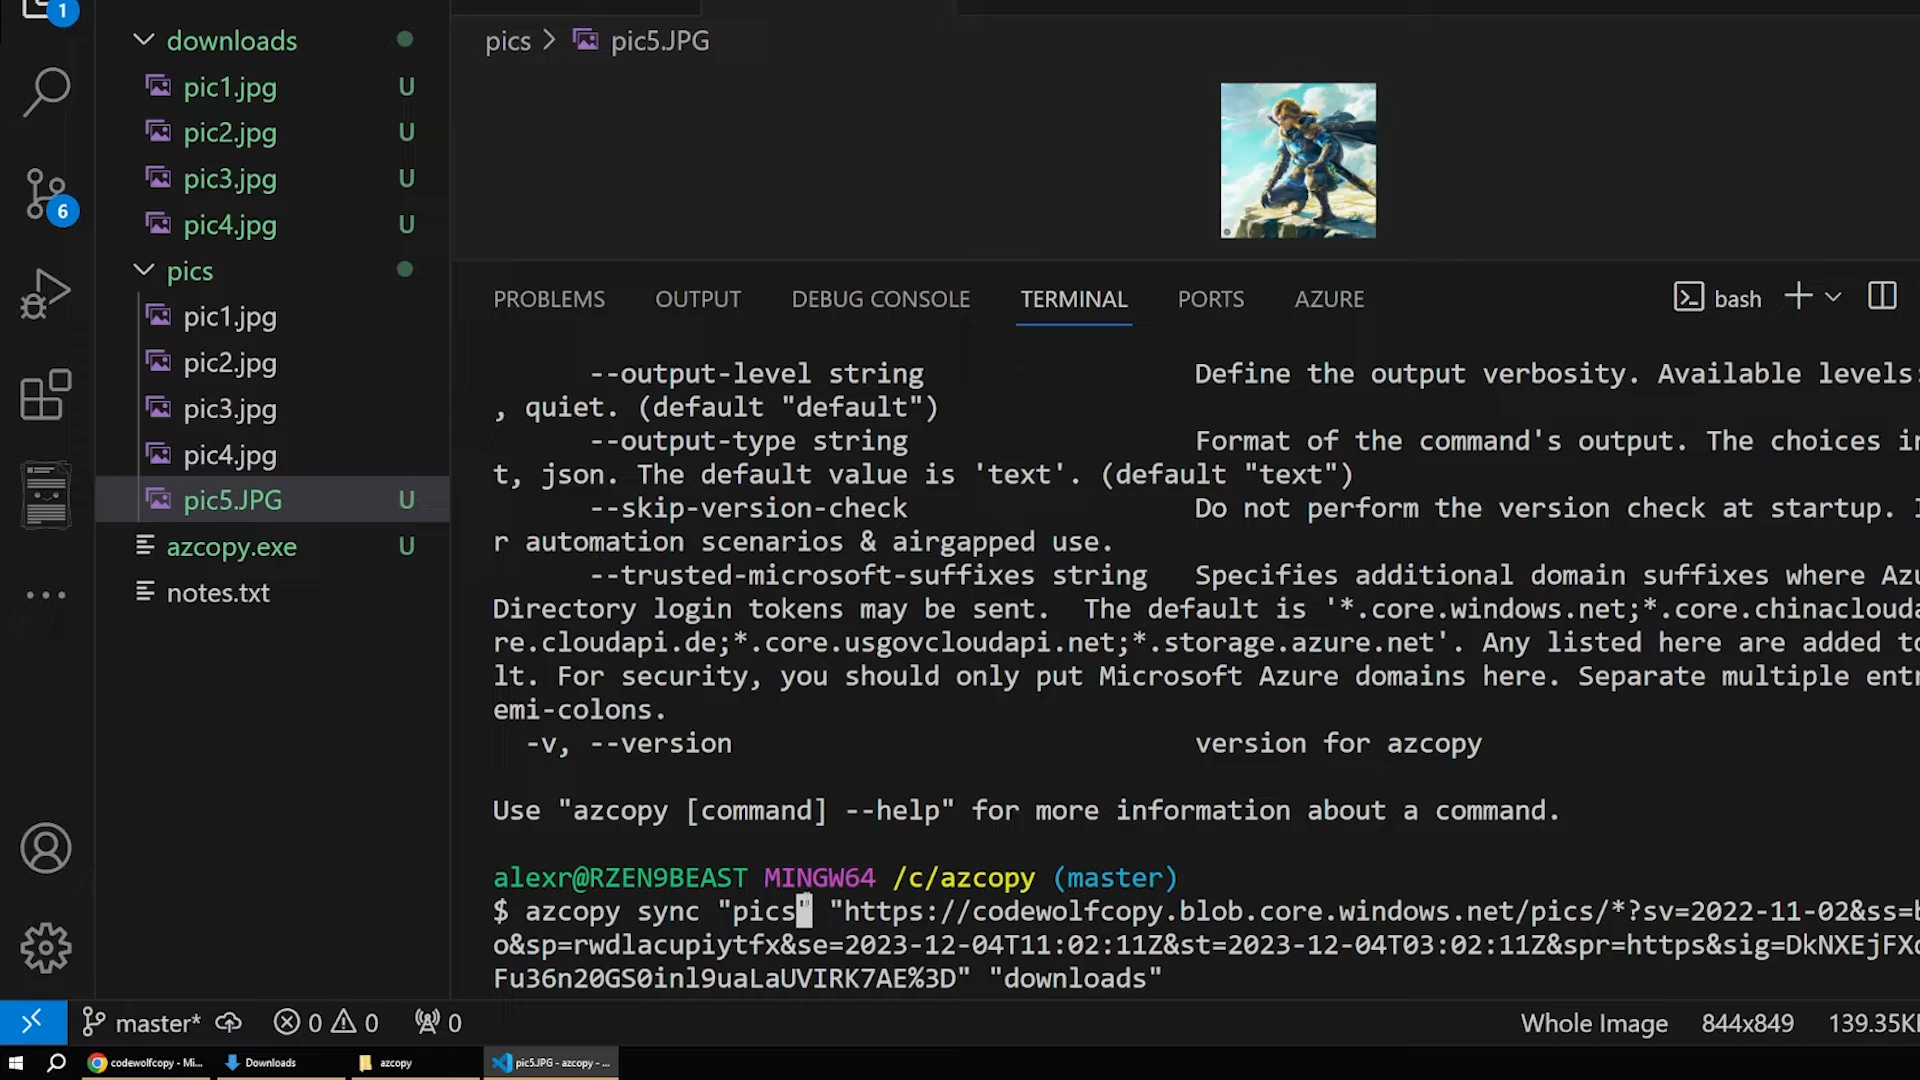 1
downloads
pic1.jpg U
pic2.jpg U
pic3.jpg U
pic4.jpg U
pics
pic1.jpg
pic2.jpg
pic3.jpg
pic4.jpg
pic5.JPG U
azcopy.exe U
notes.txt
6
pics > pic5.JPG
PROBLEMS OUTPUT DEBUG CONSOLE TERMINAL PORTS AZURE
bash
--output-level string Define the output verbosity. Available levels:
, quiet. (default "default")
--output-type string Format of the command's output. The choices in
t, json. The default value is 'text'. (default "text")
--skip-version-check Do not perform the version check at startup.
r automation scenarios & airgapped use.
--trusted-microsoft-suffixes string Specifies additional domain suffixes where Azu
Directory login tokens may be sent. The default is '*.core.windows.net;*.core.chinacloud
re.cloudapi.de;*.core.usgovcloudapi.net;*.storage.azure.net'. Any listed here are added to
lt. For security, you should only put Microsoft Azure domains here. Separate multiple entr
emi-colons.
-v, --version version for azcopy
Use "azcopy [command] --help" for more information about a command.
alexr@RZEN9BEAST MINGW64 /c/azcopy (master)
$ azcopy sync "pics" "https://codewolfcopy.blob.core.windows.net/pics/*?sv=2022-11-02&ss=b
o&sp=rwdlacupiytfx&se=2023-12-04T11:02:11Z&st=2023-12-04T03:02:11Z&spr=https&sig=DkNXEjFX
Fu36n20GS0inl9uaLaUVIRK7AE%3D" "downloads"
master* 0 0 0
Whole Image 844x849 139.35K
codewolfcopy - Mi... Downloads azcopy pic5.JPG - azcopy - ...